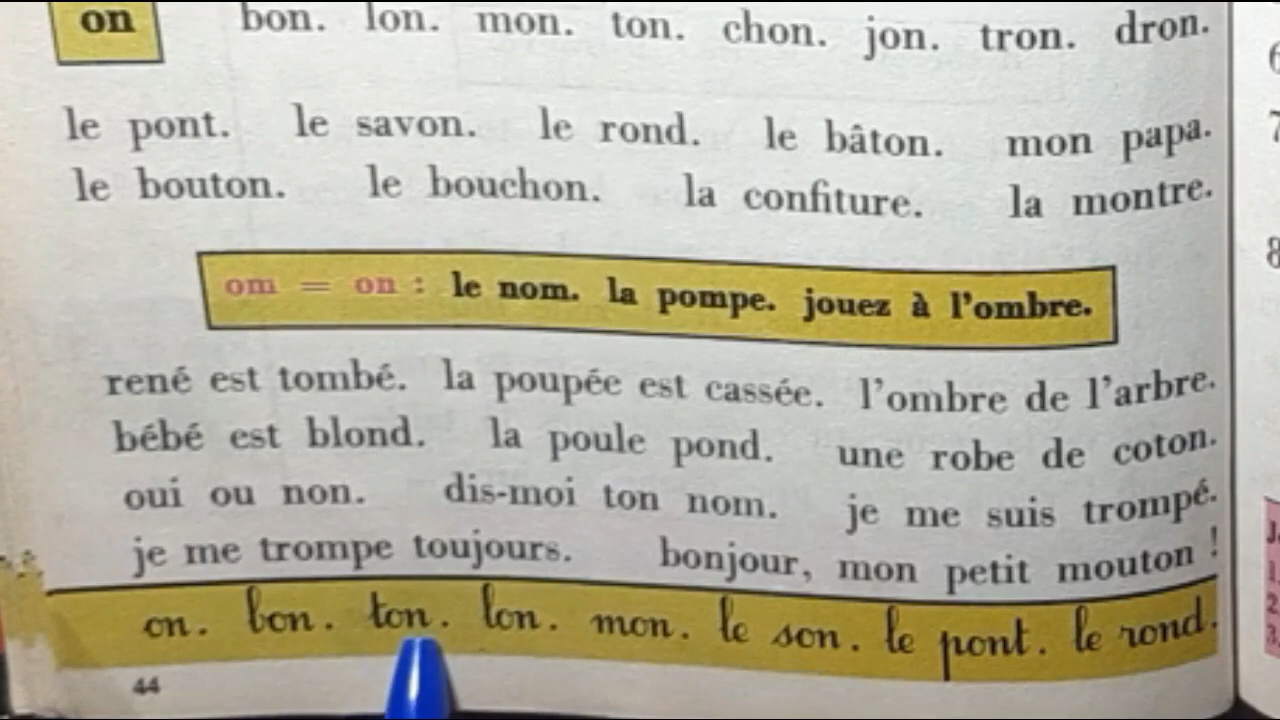 on bon. lon. mon. ton. chon. jon. tron. dron.
le pont. le savon. le rond. le bâton. mon papa.
le bouton. le bouchon. la confiture. la montre.
om = on : le nom. la pompe. jouez à l'ombre.
rené est tombé. la poupée est cassée. l'ombre de l'arbre.
bébé est blond. la poule pond. une robe de coton.
oui ou non. dis-moi ton nom. je me suis trompé.
je me trompe toujours. bonjour, mon petit mouton !
on. bon. ton. lon. mon. le son. le pont. le rond.
44